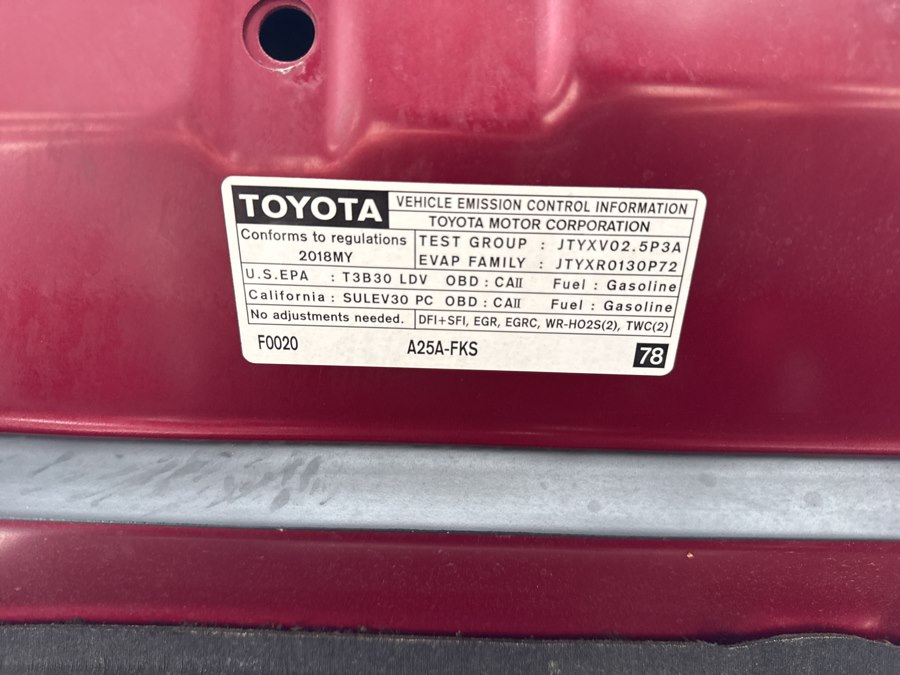 TOYOTA
VEHICLE EMISSION CONTROL INFORMATION
TOYOTA MOTOR CORPORATION
Conforms to regulations
2018MY
TEST GROUP : JTYXV02.5P3A
EVAP FAMILY : JTYXR0130P72
U.S.EPA : T3B30 LDV OBD : CAⅡ Fuel : Gasoline
California : SULEV30 PC OBD : CAⅡ Fuel : Gasoline
No adjustments needed.
DFI+SFI, EGR, EGRC, WR-HO2S(2), TWC(2)
F0020 A25A-FKS 78